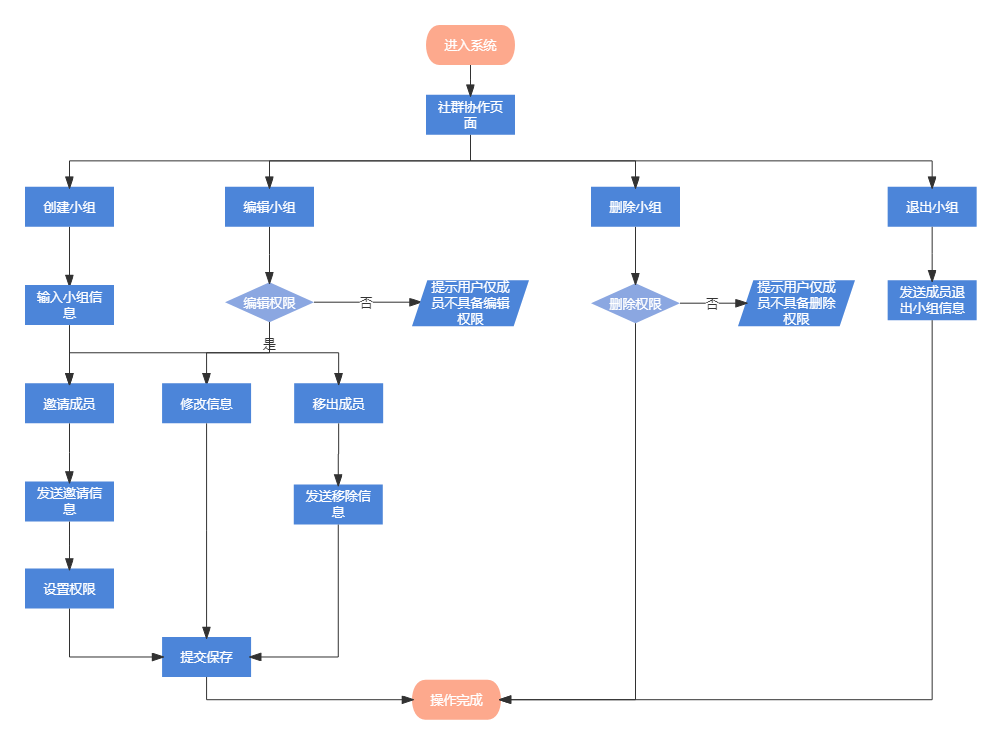 进入系统
社群协作页
面
创建小组
编辑小组
删除小组
退出小组
输入小组信
息
编辑权限
否
提示用户仅成
员不具备编辑
权限
删除权限
否
提示用户仅成
员不具备删除
权限
发送成员退
出小组信息
是
邀请成员
修改信息
移出成员
发送邀请信
息
发送移除信
息
设置权限
提交保存
操作完成